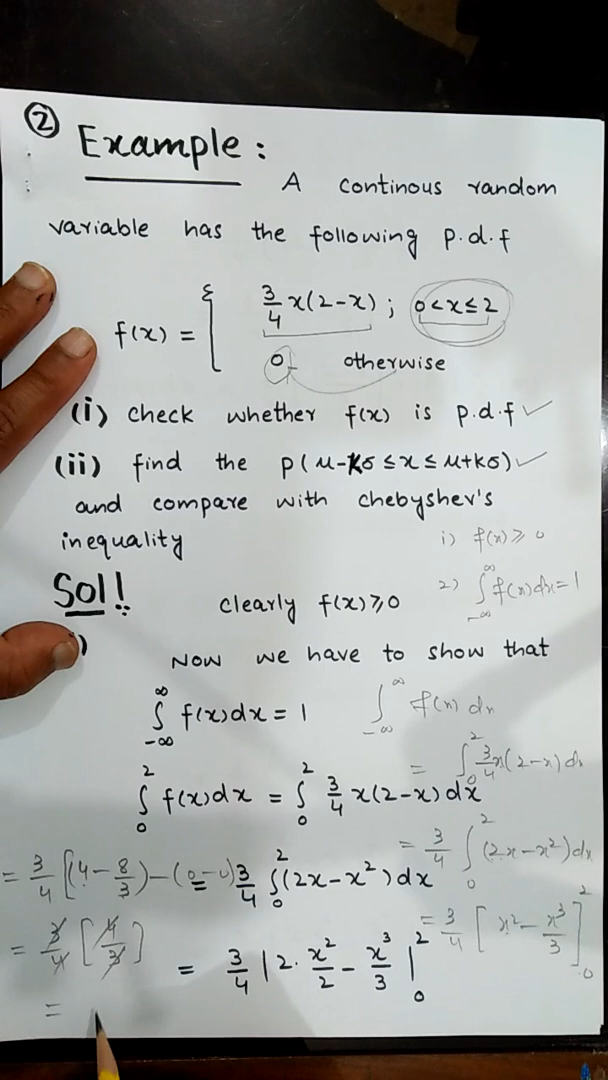 ②
Example :
A continous random
variable has the following p.d.f
f(x) = { 3/4 x(2-x) ; 0<x≤2
0 otherwise
(i) check whether f(x) is p.d.f ✓
(ii) find the p(μ-kσ ≤x≤ μ+kσ) ✓
and compare with chebyshev's
inequality
i) f(x) ≥ 0
Sol!!
2) ∫_{-∞}^{∞} f(x)dx = 1
clearly f(x)≥0
)
Now we have to show that
∫_{-∞}^{∞} f(x)dx = 1
∫_{-∞}^{∞} f(x) dx
= ∫_0^2 3/4 x(2-x) dx
∫_0^2 f(x)dx = ∫_0^2 3/4 x(2-x) dx
= 3/4 ∫_0^2 (2x-x²)dx
3/4 ∫_0^2 (2x-x²)dx
= 3/4 [x² - x³/3]_0^2
= 3/4 |2. x²/2 - x³/3|_0^2
= 3/4 [(4 - 8/3) - (0-0)
= 3/4 [4/3]
=